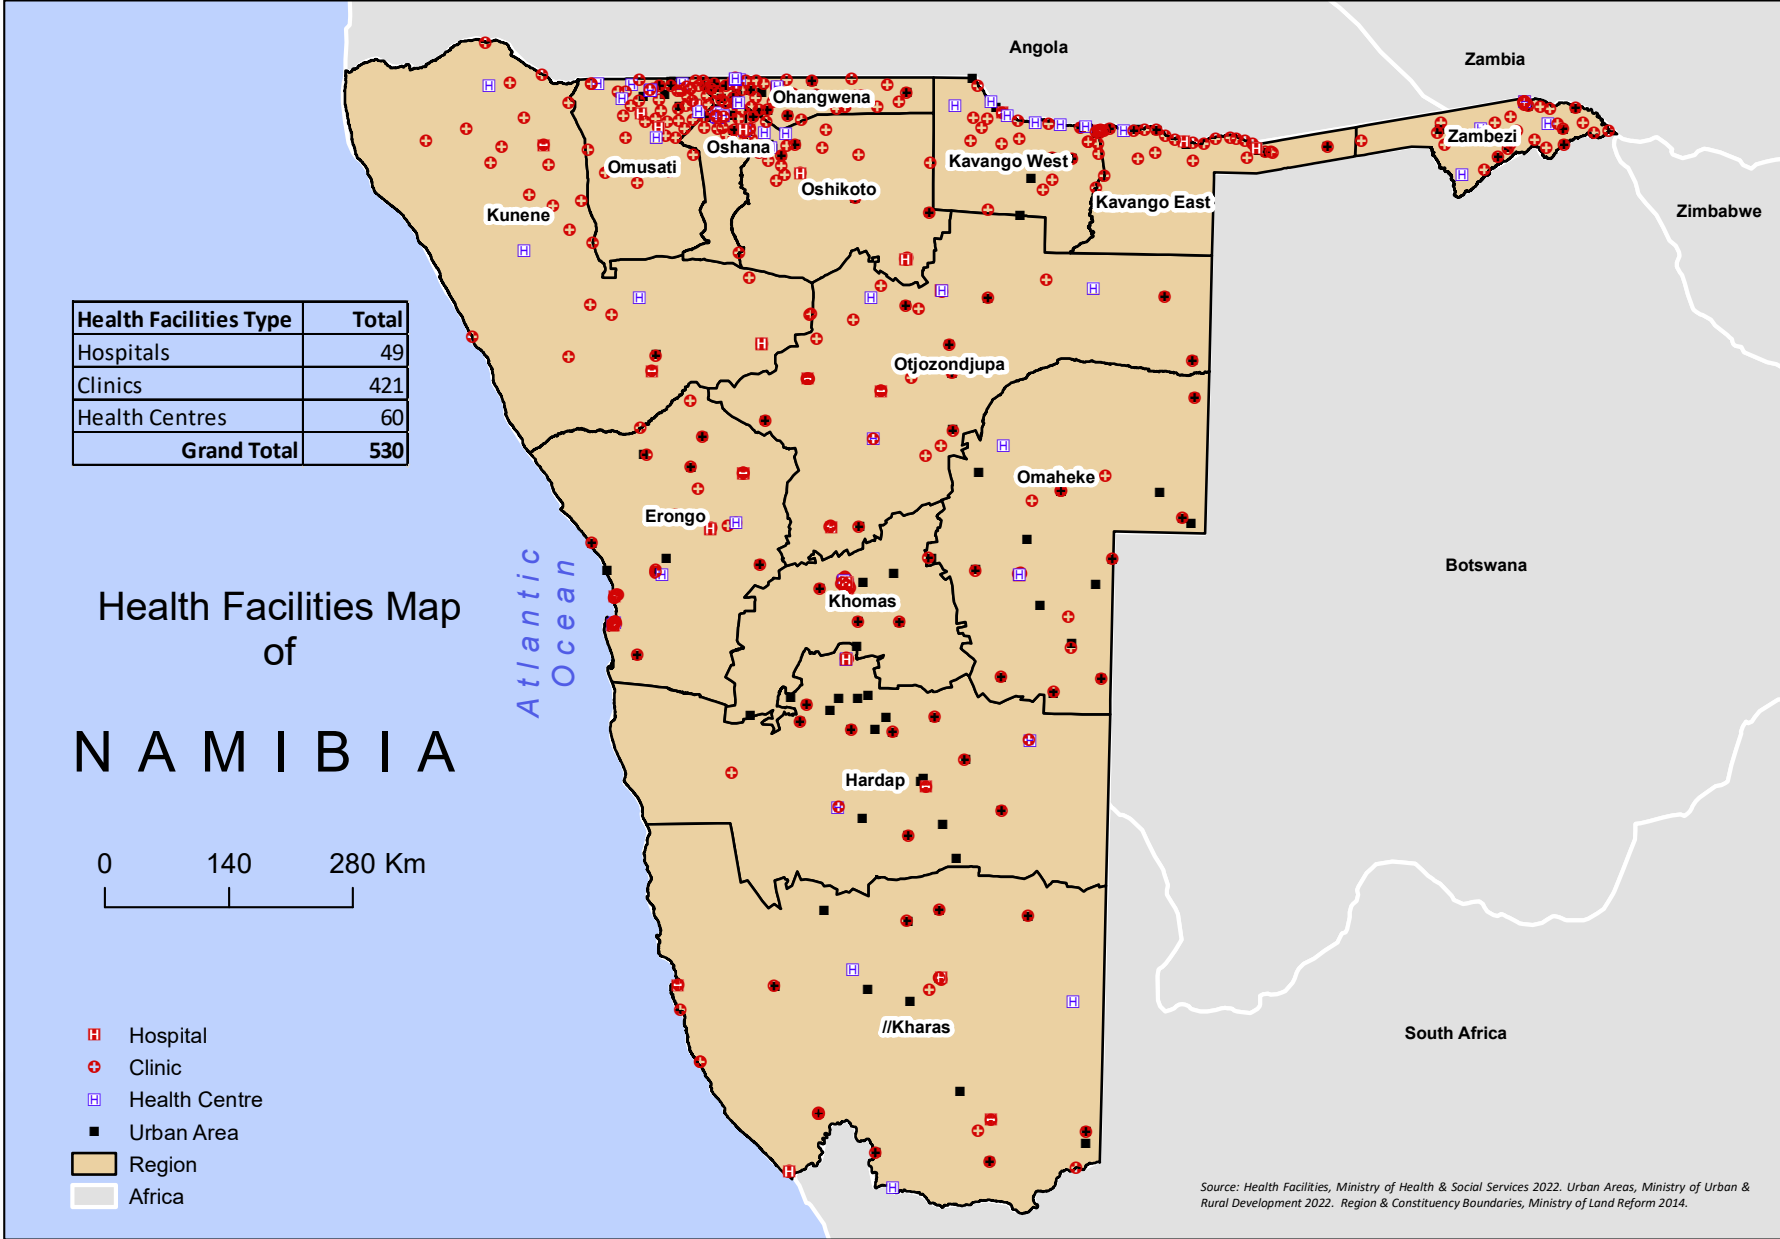 Angola
Zambia
Ohangwena
Zambezi
Oshana
Kavango West
Omusati
Oshikoto
Kavango East
Kunene
Zimbabwe
Health Facilities Type Total
Hospitals 49
Clinics 421
Health Centres 60
Grand Total 530
Otjozondjupa
Omaheke
Erongo
Atlantic
Ocean
Botswana
Khomas
Health Facilities Map
of
NAMIBIA
Hardap
0 140 280 Km
//Kharas
South Africa
H Hospital
Clinic
H Health Centre
Urban Area
Region
Africa
Source: Health Facilities, Ministry of Health & Social Services 2022. Urban Areas, Ministry of Urban &
Rural Development 2022. Region & Constituency Boundaries, Ministry of Land Reform 2014.